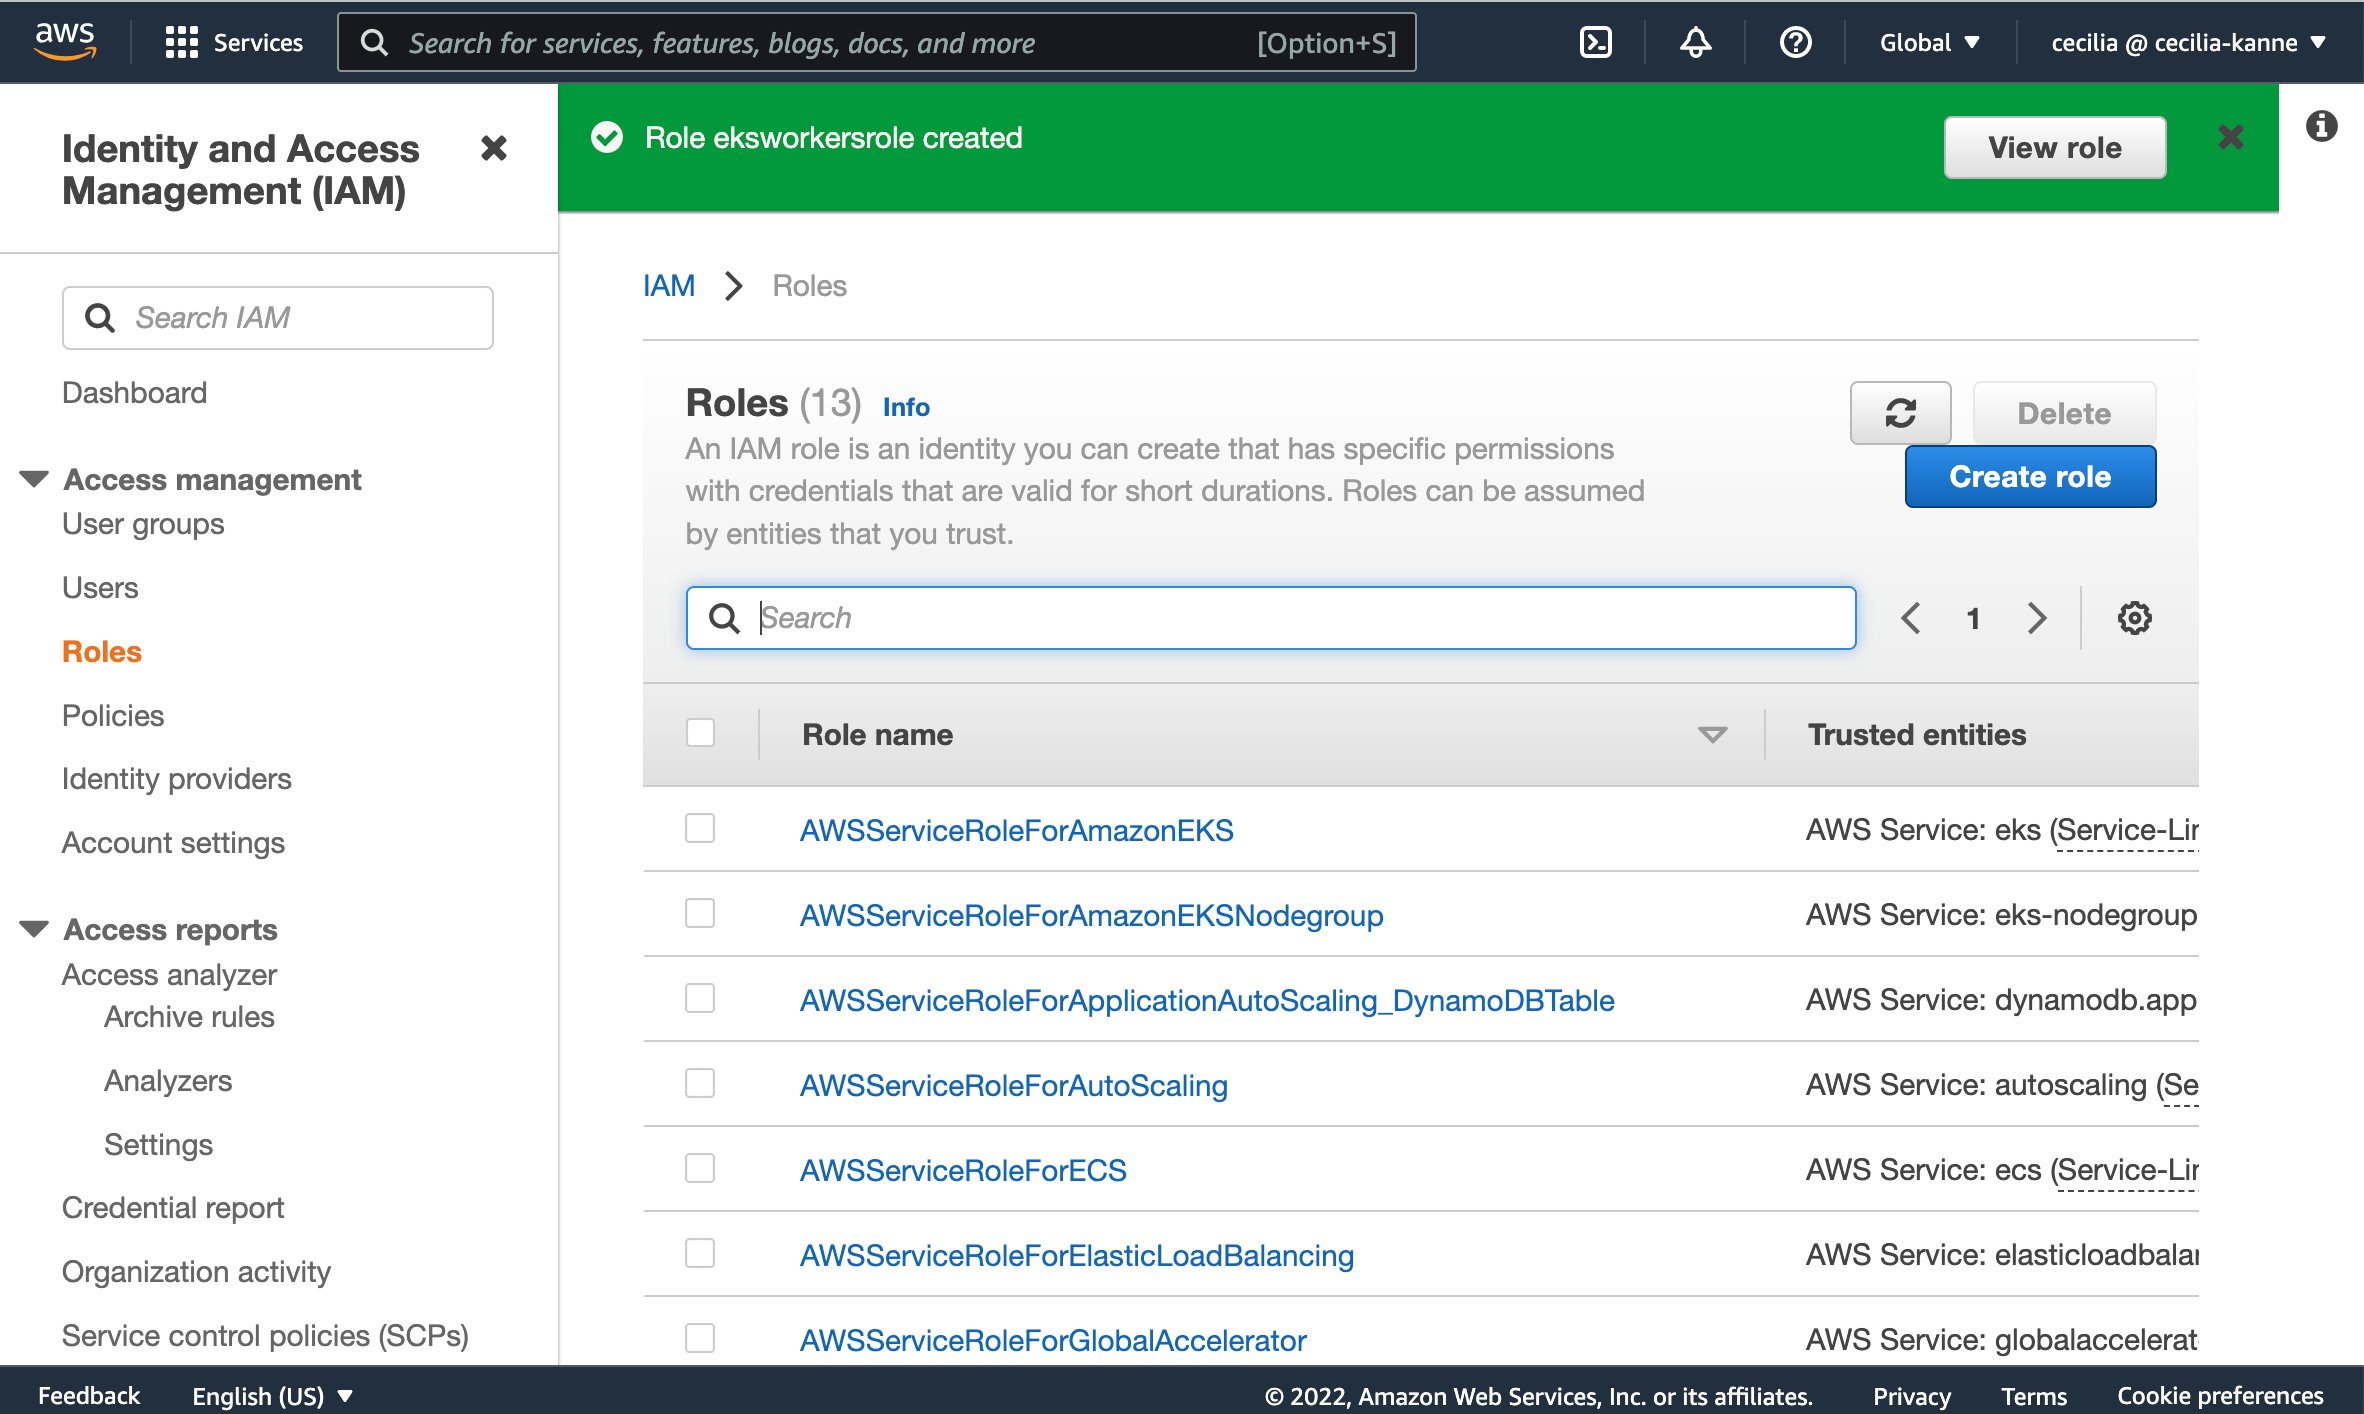 aws
Services
Search for services, features, blogs, docs, and more
[Option+S]
Global
cecilia @ cecilia-kanne
Identity and Access
Management (IAM)
Search IAM
Dashboard
Access management
User groups
Users
Roles
Policies
Identity providers
Account settings
Access reports
Access analyzer
Archive rules
Analyzers
Settings
Credential report
Organization activity
Service control policies (SCPs)
Role eksworkersrole created
View role
IAM
Roles
Roles (13) Info
An IAM role is an identity you can create that has specific permissions
with credentials that are valid for short durations. Roles can be assumed
by entities that you trust.
Delete
Create role
Search
1
Role name
Trusted entities
AWSServiceRoleForAmazonEKS
AWS Service: eks (Service-Lin
AWSServiceRoleForAmazonEKSNodegroup
AWS Service: eks-nodegroup
AWSServiceRoleForApplicationAutoScaling_DynamoDBTable
AWS Service: dynamodb.app
AWSServiceRoleForAutoScaling
AWS Service: autoscaling (Se
AWSServiceRoleForECS
AWS Service: ecs (Service-Lin
AWSServiceRoleForElasticLoadBalancing
AWS Service: elasticloadbalan
AWSServiceRoleForGlobalAccelerator
AWS Service: globalaccelerat
Feedback
English (US)
© 2022, Amazon Web Services, Inc. or its affiliates.
Privacy
Terms
Cookie preferences